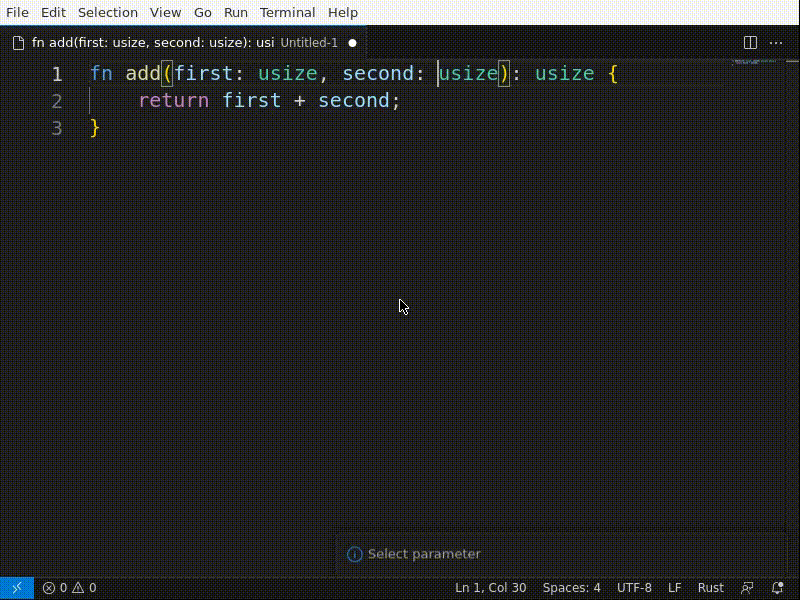 File Edit Selection View Go Run Terminal Help
fn add(first: usize, second: usize): usi Untitled-1
1 fn add(first: usize, second: usize): usize {
2 return first + second;
3 }
Select parameter
0 0 Ln 1, Col 30 Spaces: 4 UTF-8 LF Rust